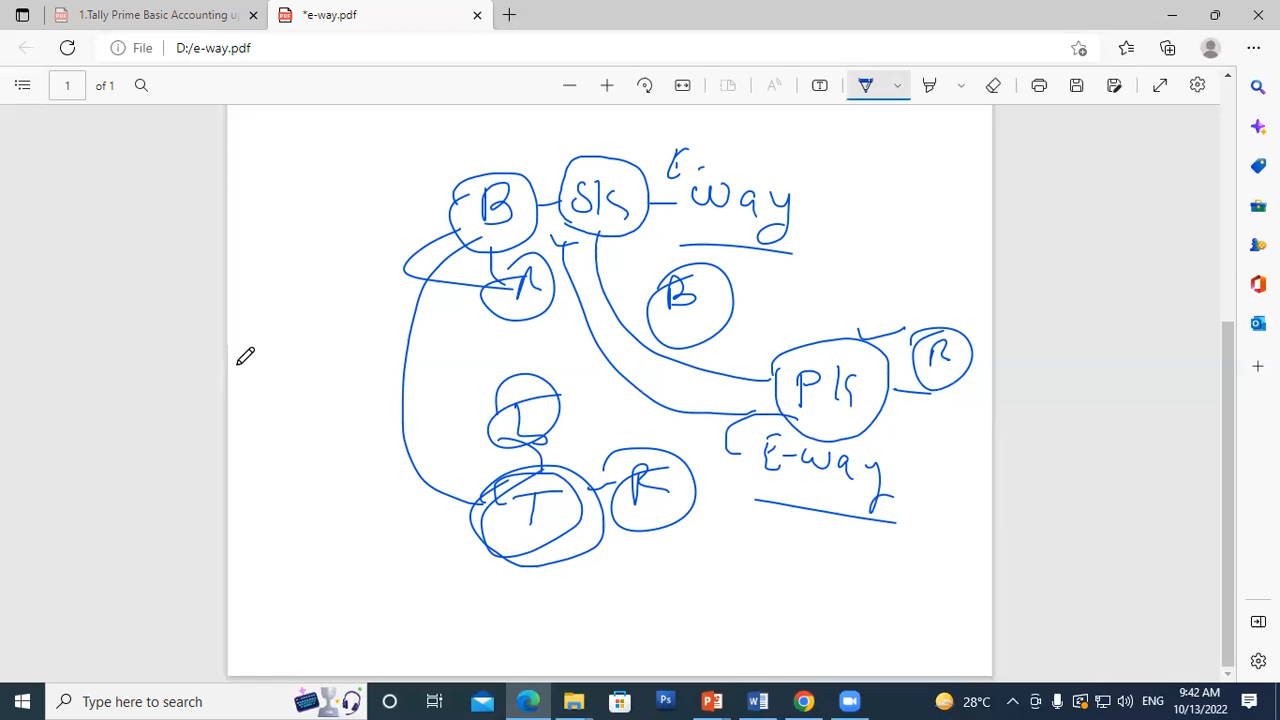 1.Tally Prime Basic Accounting u
*e-way.pdf
File D:/e-way.pdf
1 of 1
E-way
B
R
B
R
E-way
L
T
R
Type here to search
28°C
ENG
9:42 AM
10/13/2022